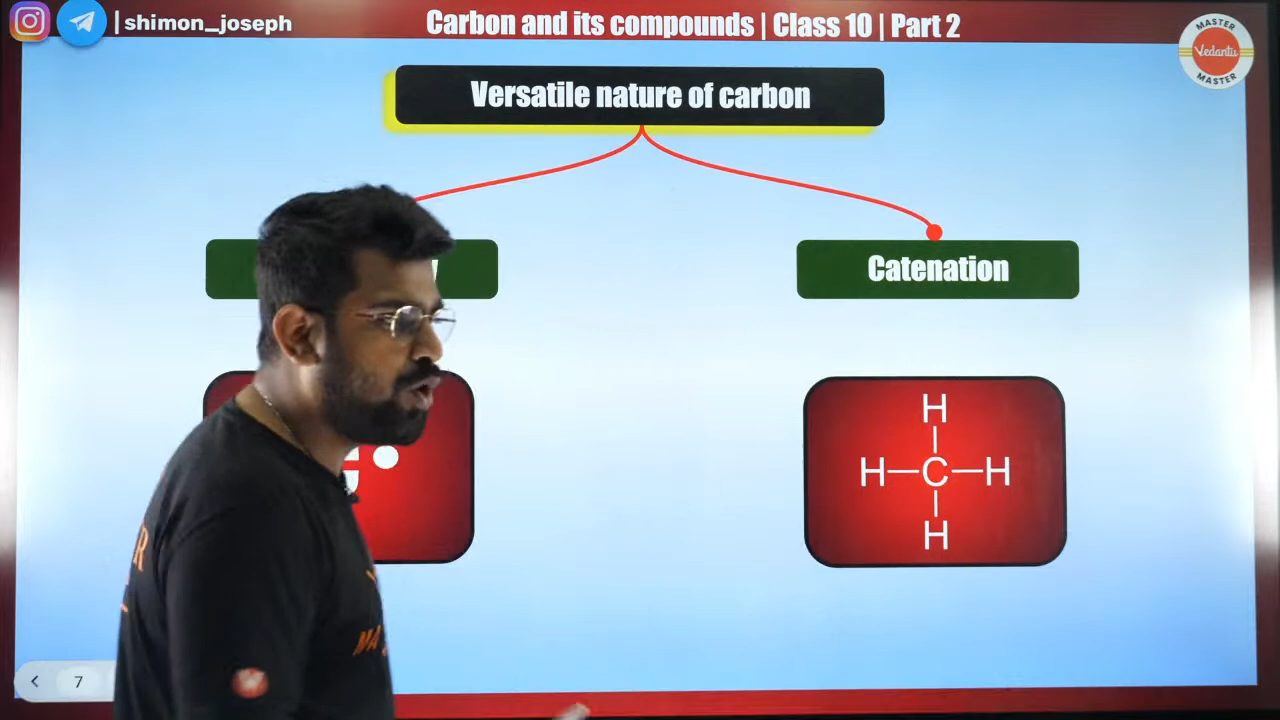 |shimon_joseph
Carbon and its compounds | Class 10 | Part 2
MASTER
Vedantu
MASTER
Versatile nature of carbon
Catenation
H
H—C—H
H
7